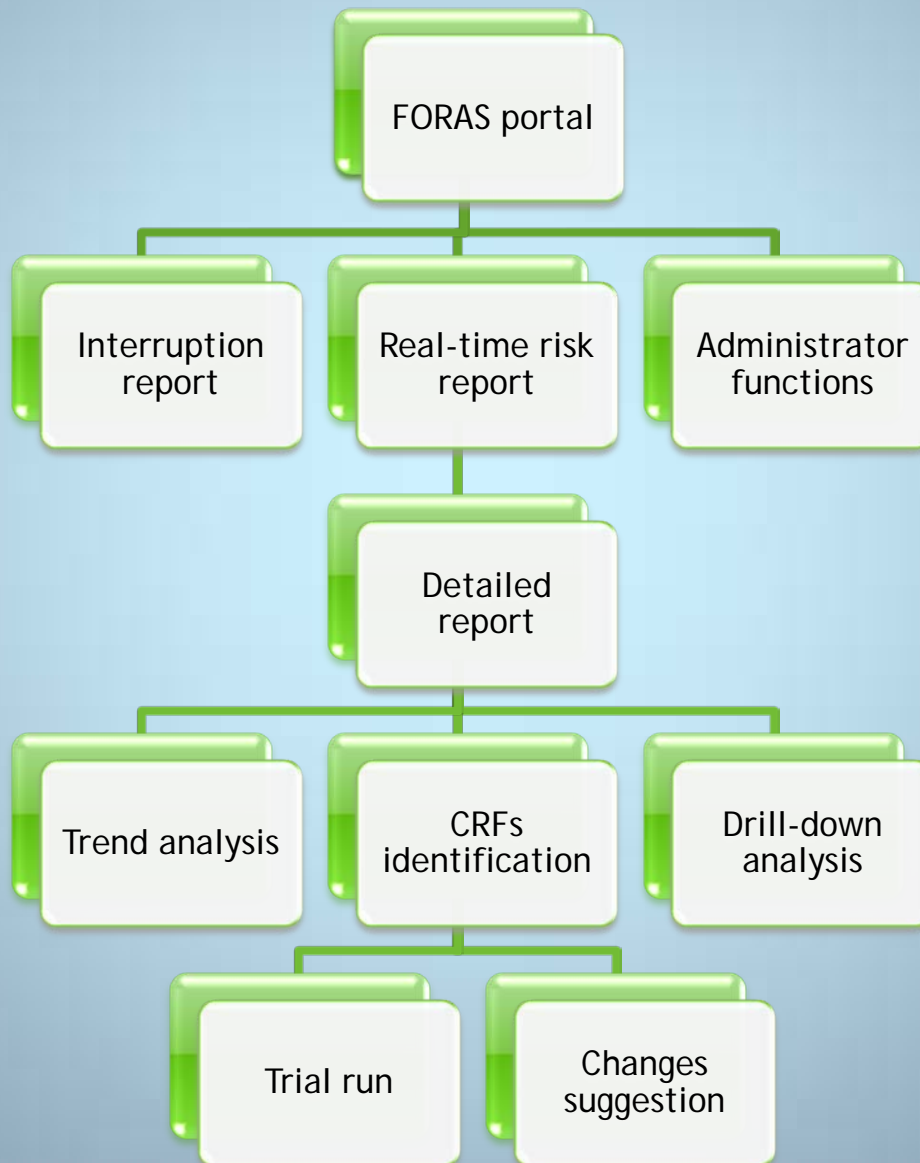 FORAS portal
Interruption
report
Real-time risk
report
Administrator
functions
Detailed
report
Trend analysis
CRFs
identification
Drill-down
analysis
Trial run
Changes
suggestion